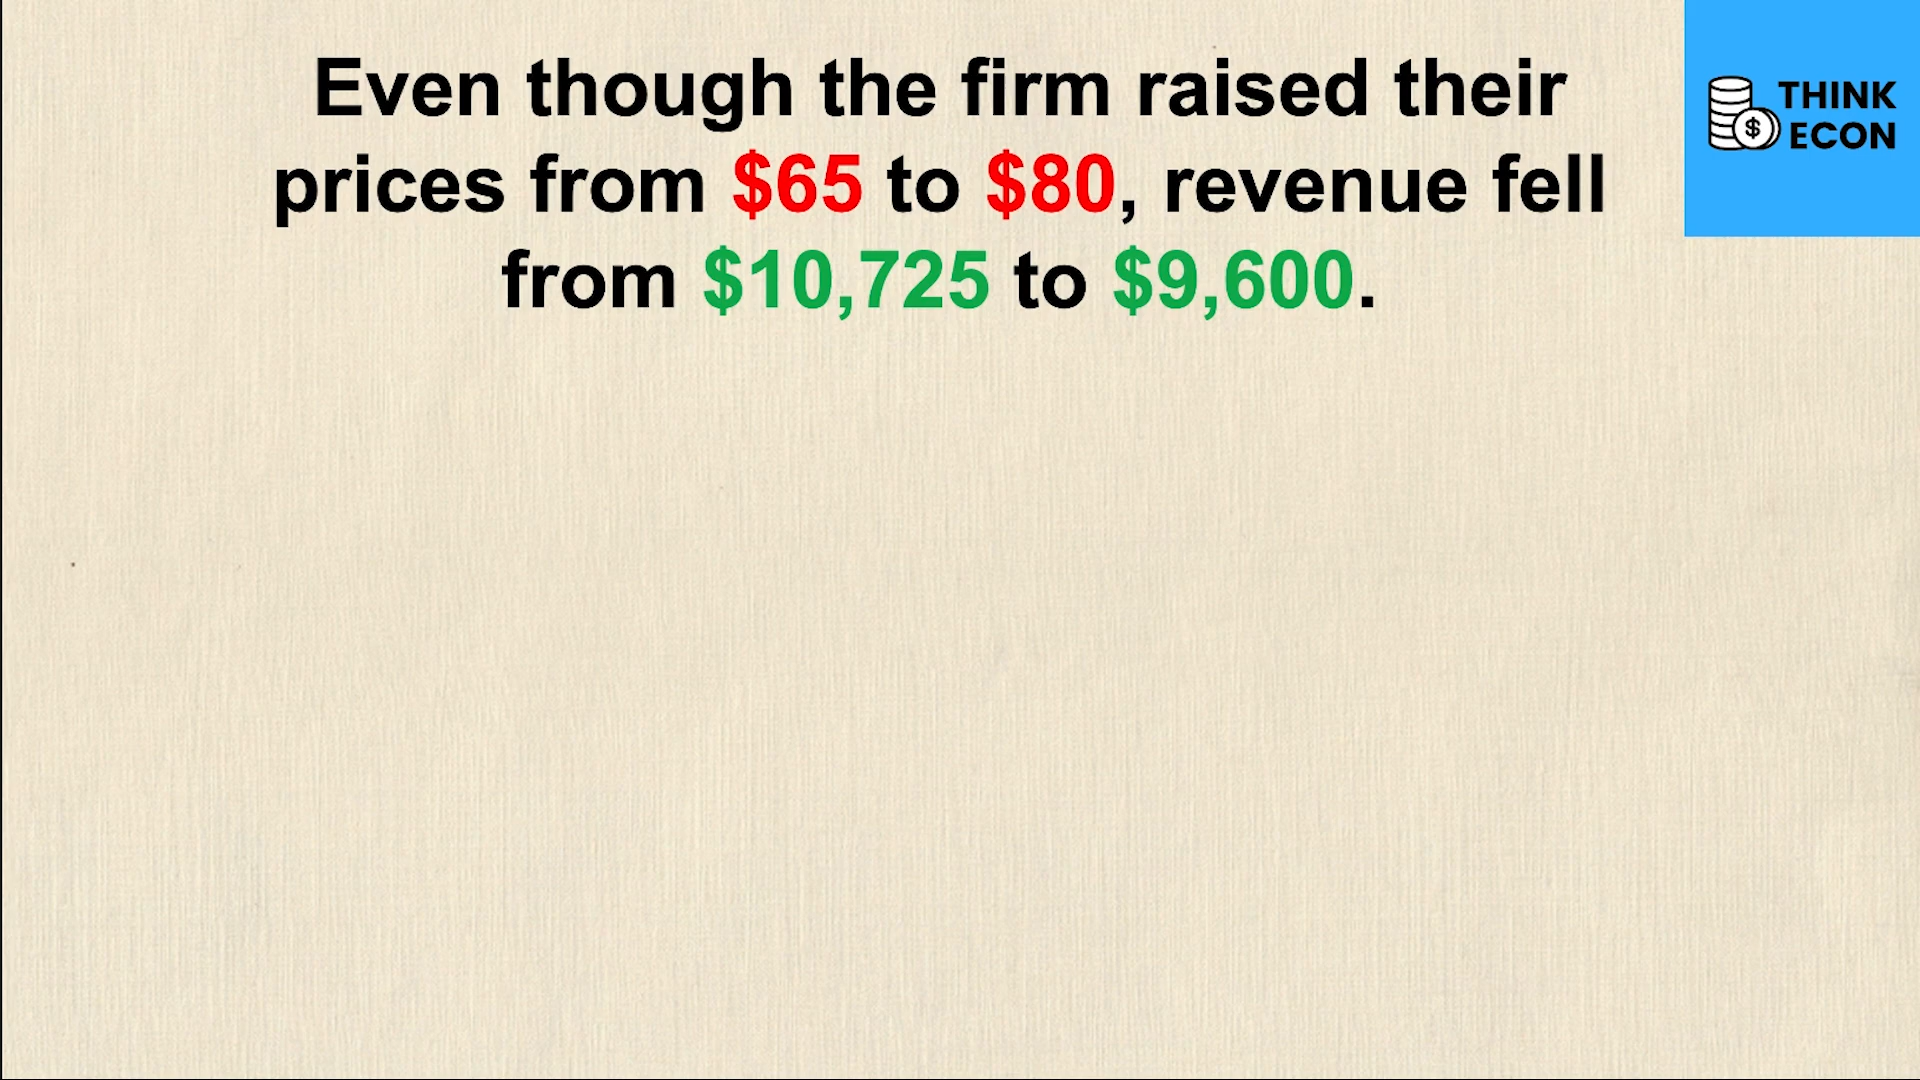 Even though the firm raised their
prices from $65 to $80, revenue fell
from $10,725 to $9,600.
THINK
ECON
$